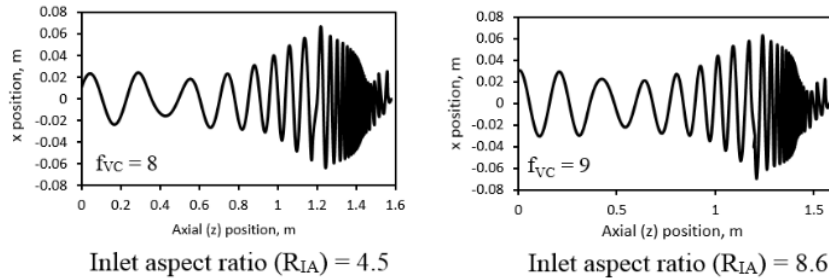 0.08
0.06
0.04
0.02
0
-0.02
-0.04
-0.06
-0.08
x position, m
fVC = 8
0 0.2 0.4 0.6 0.8 1 1.2 1.4 1.6
Axial (z) position, m
Inlet aspect ratio (RIA) = 4.5
0.08
0.06
0.04
0.02
0
-0.02
-0.04
-0.06
-0.08
x position, m
fVC = 9
0 0.5 1 1.5
Axial (z) position, m
Inlet aspect ratio (RIA) = 8.6